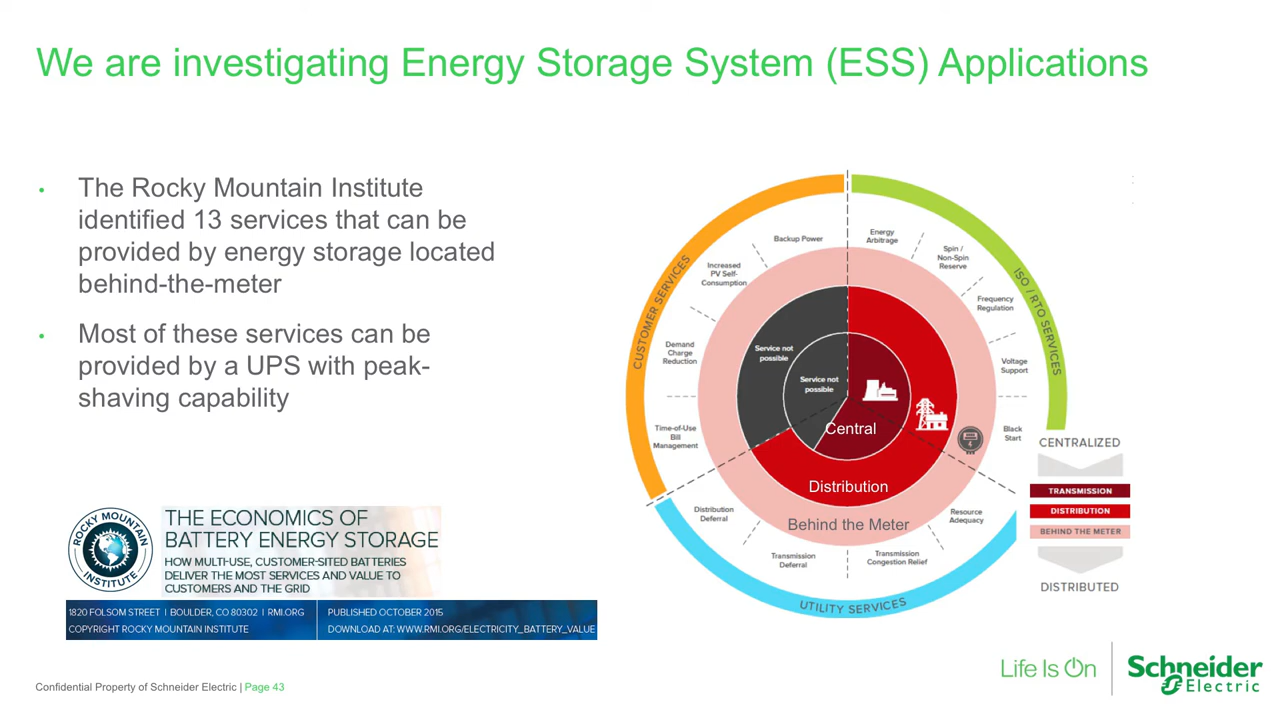 We are investigating Energy Storage System (ESS) Applications
• The Rocky Mountain Institute
identified 13 services that can be
provided by energy storage located
behind-the-meter
• Most of these services can be
provided by a UPS with peak-
shaving capability
ROCKY MOUNTAIN
INSTITUTE
THE ECONOMICS OF
BATTERY ENERGY STORAGE
HOW MULTI-USE, CUSTOMER-SITED BATTERIES
DELIVER THE MOST SERVICES AND VALUE TO
CUSTOMERS AND THE GRID
1820 FOLSOM STREET | BOULDER, CO 80302 | RMI.ORG
COPYRIGHT ROCKY MOUNTAIN INSTITUTE
PUBLISHED OCTOBER 2015
DOWNLOAD AT: WWW.RMI.ORG/ELECTRICITY_BATTERY_VALUE
CUSTOMER SERVICES
ISO / RTO SERVICES
UTILITY SERVICES
Backup Power
Increased
PV Self-
Consumption
Demand
Charge
Reduction
Time-of-Use
Bill
Management
Energy
Arbitrage
Spin /
Non-Spin
Reserve
Frequency
Regulation
Voltage
Support
Black
Start
Resource
Adequacy
Transmission
Congestion Relief
Transmission
Deferral
Distribution
Deferral
Service not
possible
Service not
possible
Central
Distribution
Behind the Meter
CENTRALIZED
TRANSMISSION
DISTRIBUTION
BEHIND THE METER
DISTRIBUTED
Confidential Property of Schneider Electric | Page 43
Life Is On
Schneider
Electric